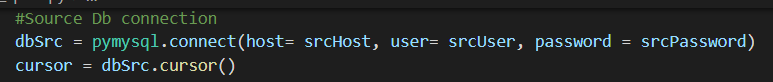 #Source Db connection
dbSrc = pymysql.connect(host= srcHost, user= srcUser, password = srcPassword)
cursor = dbSrc.cursor()